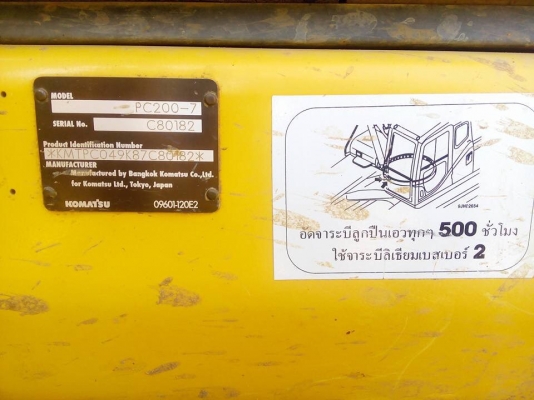 MODEL PC200-7
SERIAL No. C80182
Product Identification Number
*KMTPC049K87C80182*
MANUFACTURER
Manufactured by Bangkok Komatsu Co.,Ltd.
for Komatsu Ltd., Tokyo, Japan
KOMATSU 09601-120E2
AJHC2054
อัดจาระบีลูกปืนเอวทุกๆ 500 ชั่วโมง
ใช้จาระบีลิเธียมเบสเบอร์ 2